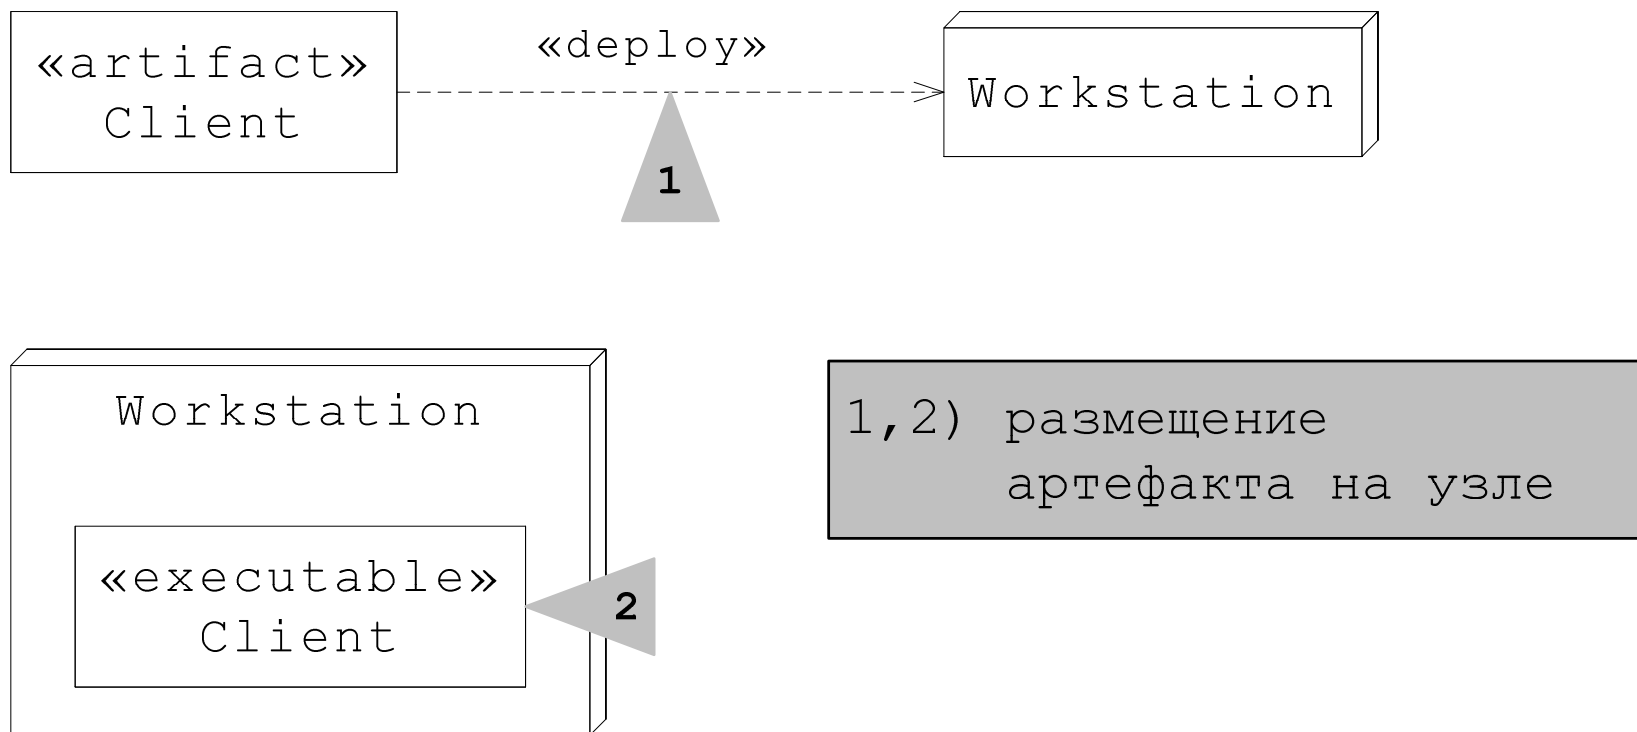 «artifact»
Client
«deploy»
Workstation
1
Workstation
«executable»
Client
2
1,2) размещение
артефакта на узле